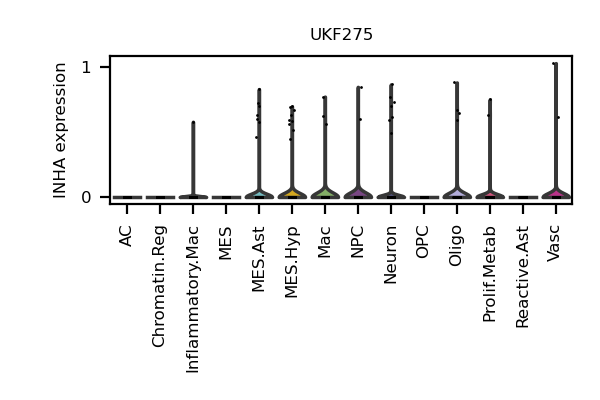 UKF275
INHA expression
1
0
AC
Chromatin.Reg
Inflammatory.Mac
MES
MES.Ast
MES.Hyp
Mac
NPC
Neuron
OPC
Oligo
Prolif.Metab
Reactive.Ast
Vasc